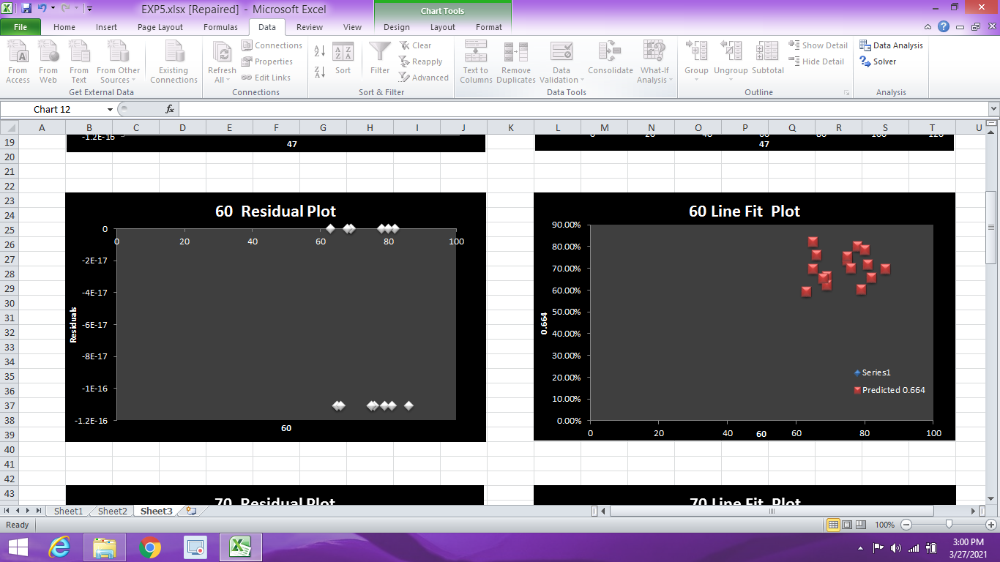 EXP5.xlsx [Repaired] - Microsoft Excel
Chart Tools
File Home Insert Page Layout Formulas Data Review View Design Layout Format
From Access
From Web
From Text
From Other Sources
Existing Connections
Get External Data
Refresh All
Connections
Properties
Edit Links
Connections
Sort
Filter
Clear
Reapply
Advanced
Sort & Filter
Text to Columns
Remove Duplicates
Data Validation
Consolidate
What-If Analysis
Data Tools
Group
Ungroup
Subtotal
Show Detail
Hide Detail
Outline
Data Analysis
Solver
Analysis
Chart 12
fx
A B C D E F G H I J K L M N O P Q R S T U
19
20
21
22
23
24
25
26
27
28
29
30
31
32
33
34
35
36
37
38
39
40
41
42
43
-1.2E-16
47
0 20 40 60 80 100 120
47
60 Residual Plot
0
-2E-17
-4E-17
-6E-17
-8E-17
-1E-16
-1.2E-16
0 20 40 60 80 100
Residuals
60
60 Line Fit Plot
90.00%
80.00%
70.00%
60.00%
50.00%
40.00%
30.00%
20.00%
10.00%
0.00%
0.664
Series1
Predicted 0.664
0 20 40 60 80 100
60
70 Residual Plot
70 Line Fit Plot
Sheet1 Sheet2 Sheet3
Ready
100%
3:00 PM
3/27/2021